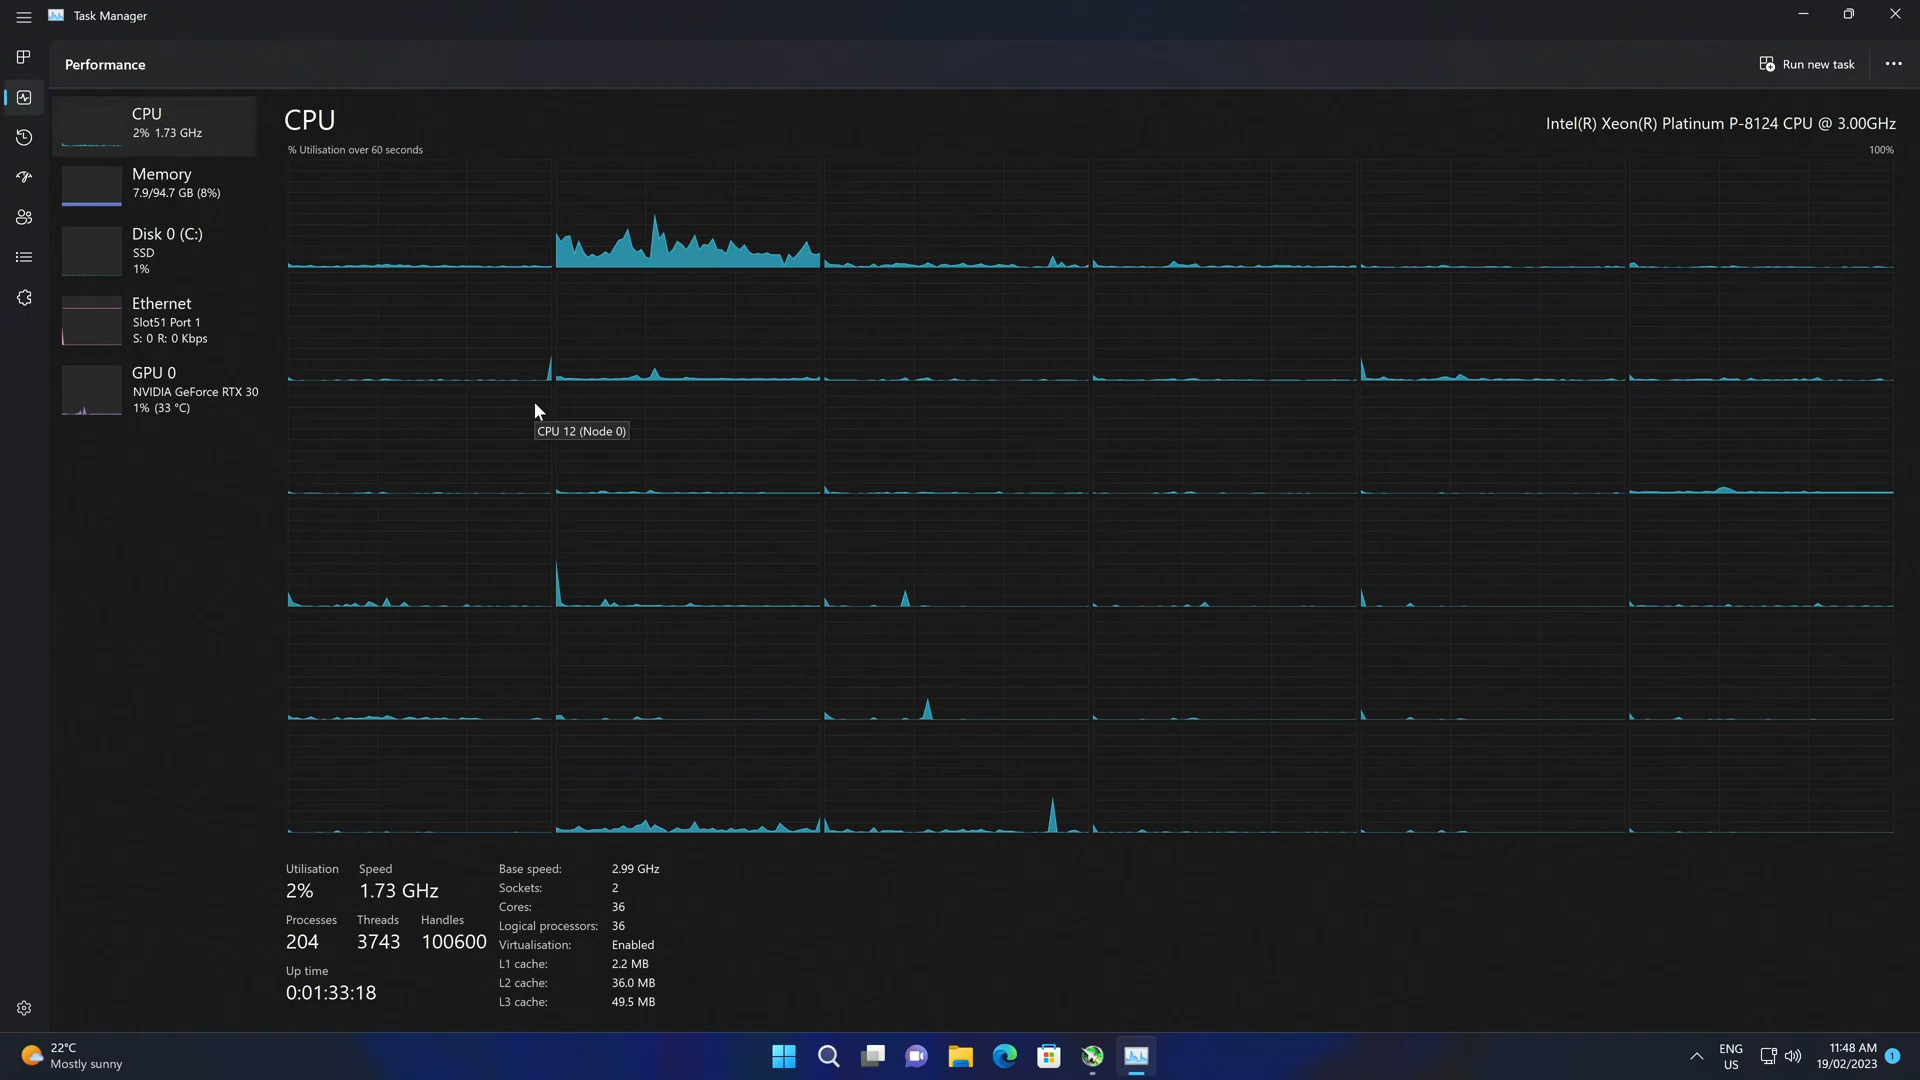 Task Manager
Performance
Run new task
CPU
2% 1.73 GHz
Memory
7.9/94.7 GB (8%)
Disk 0 (C:)
SSD
1%
Ethernet
Slot51 Port 1
S: 0 R: 0 Kbps
GPU 0
NVIDIA GeForce RTX 30
1% (33 °C)
CPU
Intel(R) Xeon(R) Platinum P-8124 CPU @ 3.00GHz
% Utilisation over 60 seconds
100%
CPU 12 (Node 0)
Utilisation
2%
Speed
1.73 GHz
Processes
204
Threads
3743
Handles
100600
Up time
0:01:33:18
Base speed: 2.99 GHz
Sockets: 2
Cores: 36
Logical processors: 36
Virtualisation: Enabled
L1 cache: 2.2 MB
L2 cache: 36.0 MB
L3 cache: 49.5 MB
22°C
Mostly sunny
ENG
US
11:48 AM
19/02/2023
1